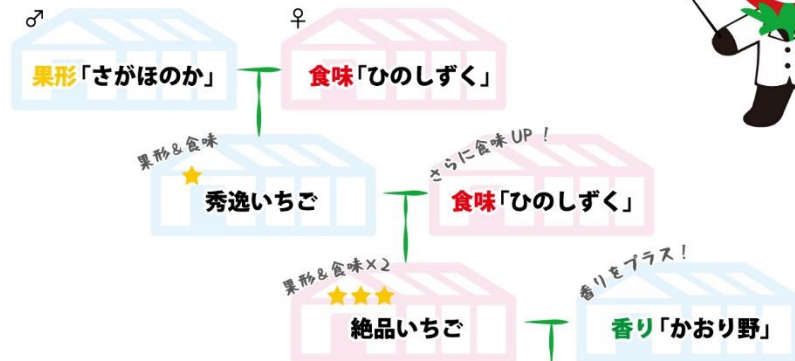 ♂
♀
果形「さがほのか」
食味「ひのしずく」
果形&食味
さらに食味UP!
秀逸いちご
食味「ひのしずく」
果形&食味×2
香りをプラス!
絶品いちご
香り「かおり野」